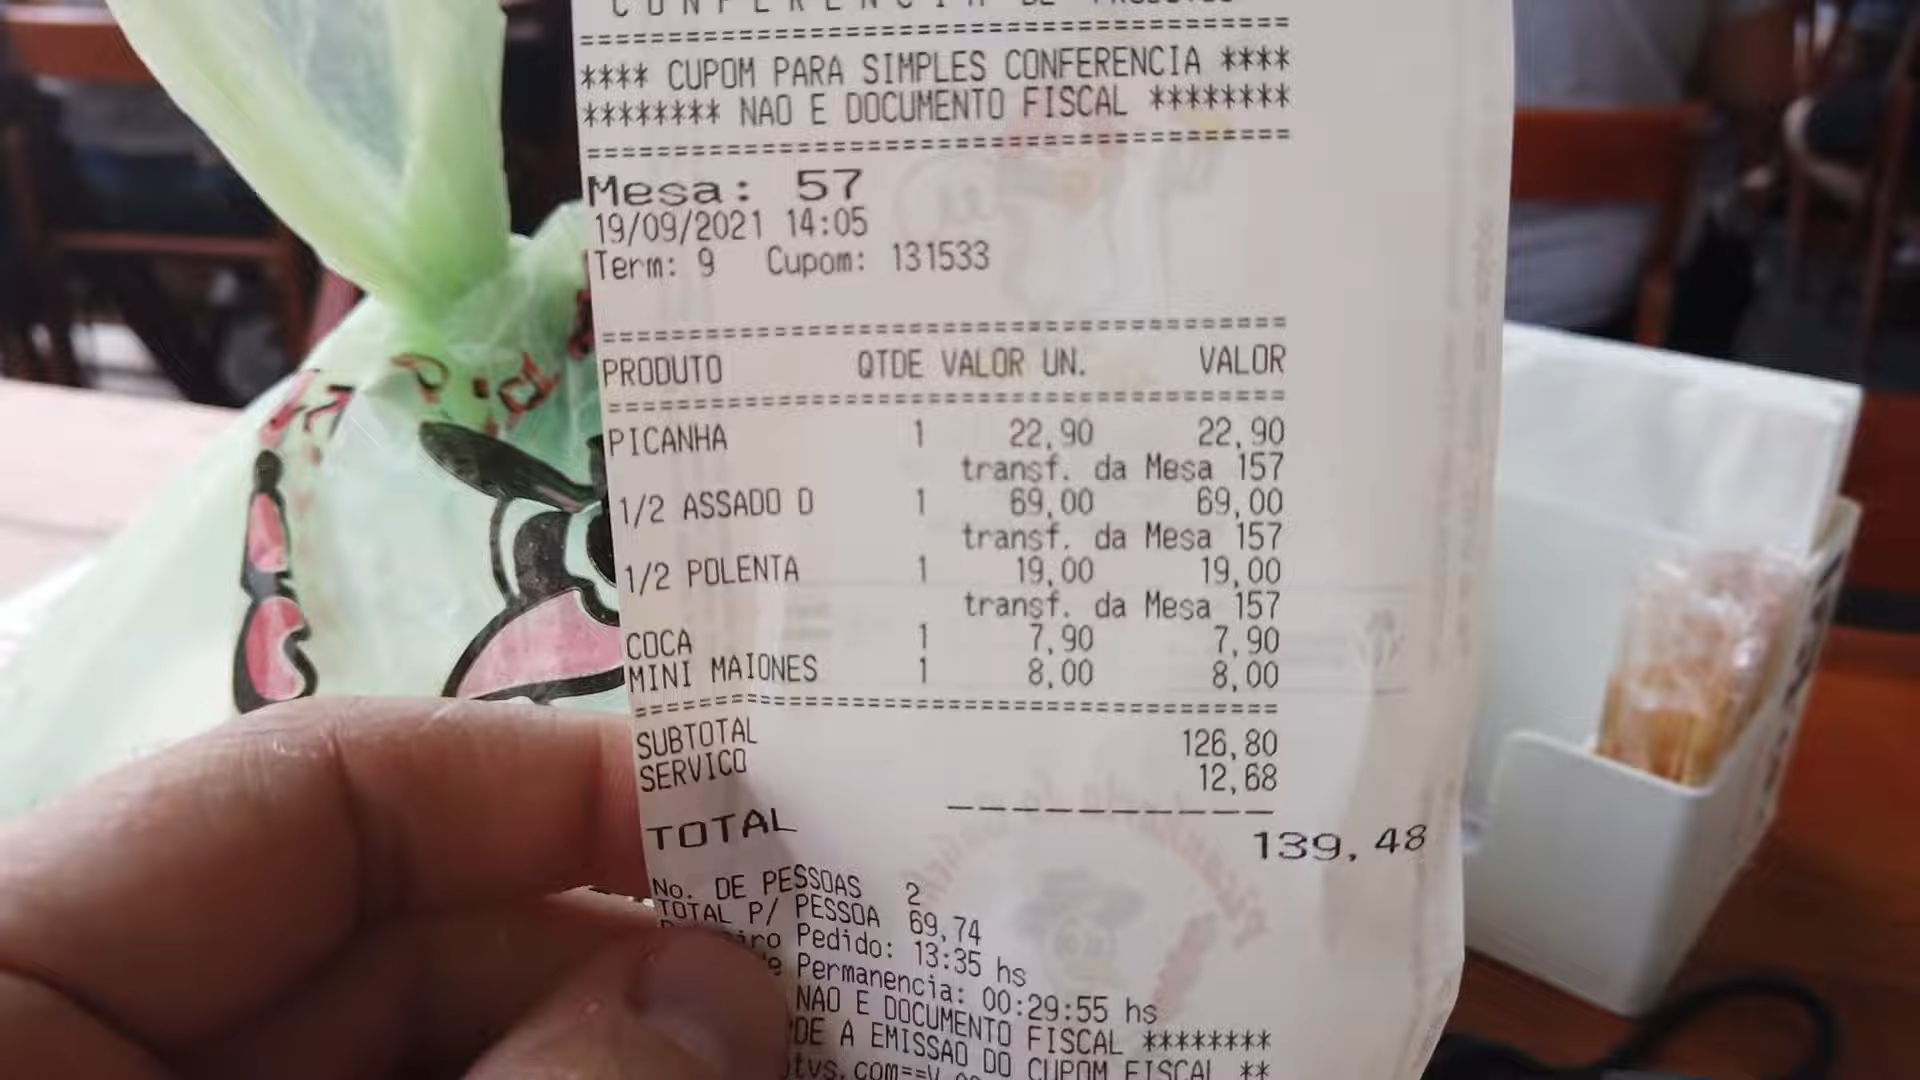 CONFERENCIA DE PRODUTOS
========================================
**** CUPOM PARA SIMPLES CONFERENCIA ****
******** NAO E DOCUMENTO FISCAL ********
========================================
Mesa: 57
19/09/2021 14:05
Term: 9 Cupom: 131533
========================================
PRODUTO QTDE VALOR UN. VALOR
========================================
PICANHA 1 22,90 22,90
transf. da Mesa 157
1/2 ASSADO D 1 69,00 69,00
transf. da Mesa 157
1/2 POLENTA 1 19,00 19,00
transf. da Mesa 157
COCA 1 7,90 7,90
MINI MAIONES 1 8,00 8,00
========================================
SUBTOTAL 126,80
SERVICO 12,68
-------------------
TOTAL 139,48
No. DE PESSOAS 2
TOTAL P/ PESSOA 69,74
Pedido: 13:35 hs
Permanencia: 00:29:55 hs
NAO E DOCUMENTO FISCAL ********
DE A EMISSAO DO CUPOM FISCAL **